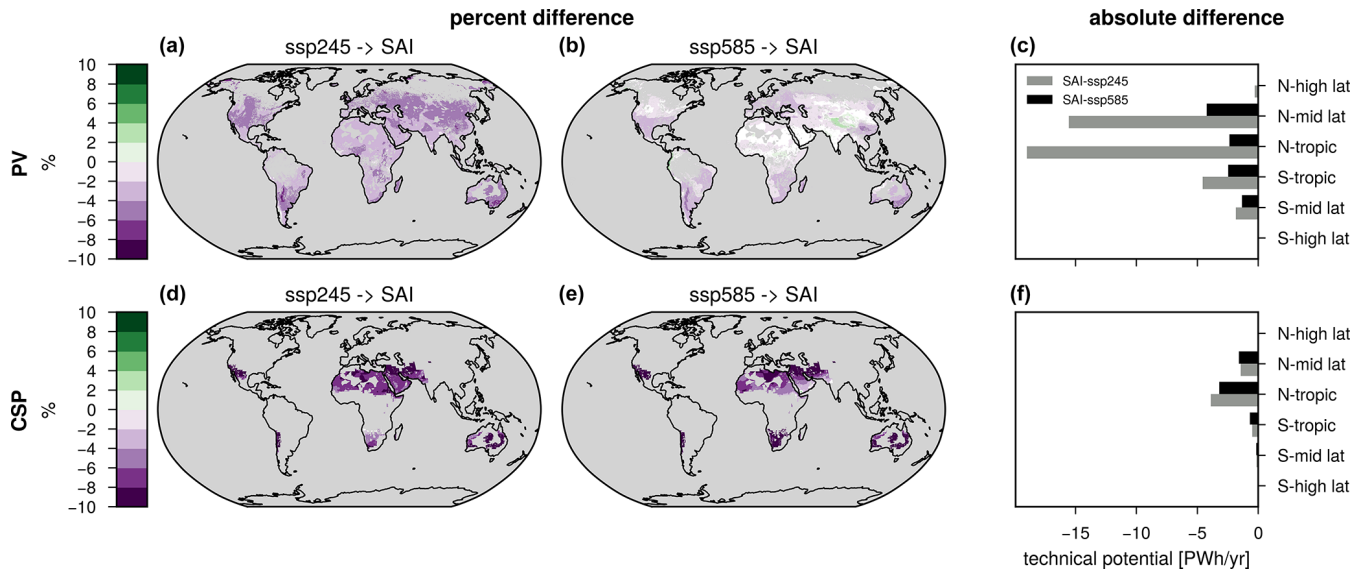 percent difference
absolute difference
(a)
ssp245 -> SAI
(b)
ssp585 -> SAI
(c)
10
8
6
4
2
0
−2
−4
−6
−8
−10
PV
%
SAI-ssp245
SAI-ssp585
N-high lat
N-mid lat
N-tropic
S-tropic
S-mid lat
S-high lat
(d)
ssp245 -> SAI
(e)
ssp585 -> SAI
(f)
10
8
6
4
2
0
−2
−4
−6
−8
−10
CSP
%
N-high lat
N-mid lat
N-tropic
S-tropic
S-mid lat
S-high lat
−15 −10 −5 0
technical potential [PWh/yr]